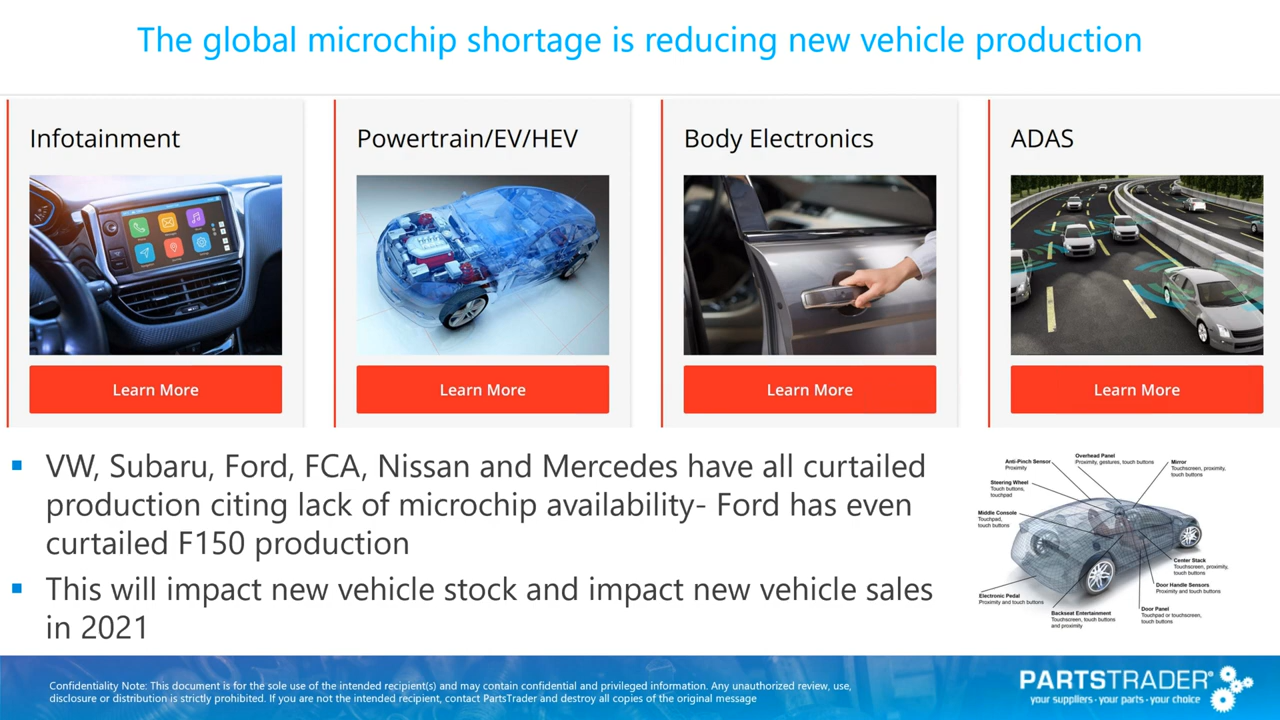 The global microchip shortage is reducing new vehicle production
Infotainment
Powertrain/EV/HEV
Body Electronics
ADAS
Learn More
Learn More
Learn More
Learn More
▪ VW, Subaru, Ford, FCA, Nissan and Mercedes have all curtailed
production citing lack of microchip availability- Ford has even
curtailed F150 production
▪ This will impact new vehicle stock and impact new vehicle sales
in 2021
Anti-Pinch Sensor
Proximity
Overhead Panel
Proximity, gestures, touch buttons
Mirror
Touchscreen, proximity,
touch buttons
Steering Wheel
Touch buttons,
touchpad
Middle Console
Touchpad,
touch buttons
Center Stack
Touchscreen, proximity,
touch buttons
Door Handle Sensors
Proximity and touch buttons
Electronic Pedal
Proximity and touch buttons
Door Panel
Touchpad or touchscreen,
touch buttons
Backseat Entertainment
Touchscreen, touch buttons
and proximity
Confidentiality Note: This document is for the sole use of the intended recipient(s) and may contain confidential and privileged information. Any unauthorized review, use,
disclosure or distribution is strictly prohibited. If you are not the intended recipient, contact PartsTrader and destroy all copies of the original message
PARTSTRADER®
your suppliers · your parts · your choice